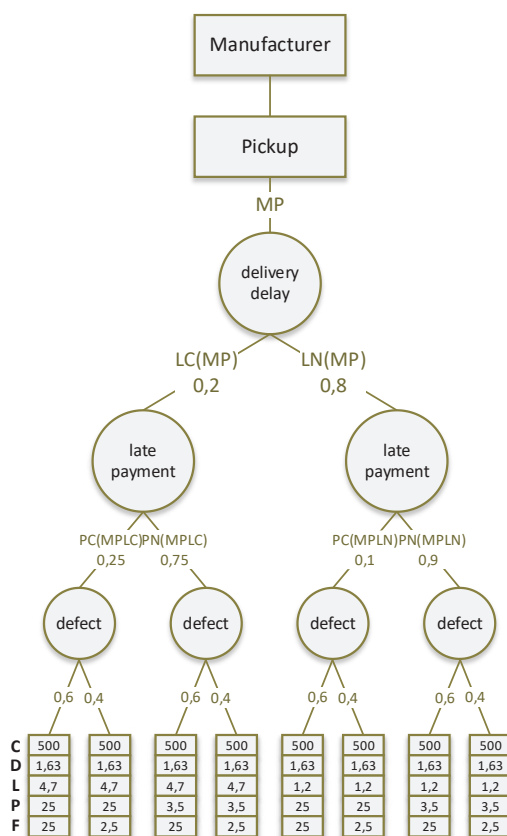 Manufacturer
Pickup
MP
delivery
delay
LC(MP) LN(MP)
0,2 0,8
late late
payment payment
PC(MPLC)PN(MPLC) PC(MPLN)PN(MPLN)
0,25 0,75 0,1 0,9
defect defect defect defect
0,6 0,4 0,6 0,4 0,6 0,4 0,6 0,4
C 500 500 500 500 500 500 500 500
D 1,63 1,63 1,63 1,63 1,63 1,63 1,63 1,63
L 4,7 4,7 4,7 4,7 1,2 1,2 1,2 1,2
P 25 25 3,5 3,5 25 25 3,5 3,5
F 25 2,5 25 2,5 25 2,5 25 2,5